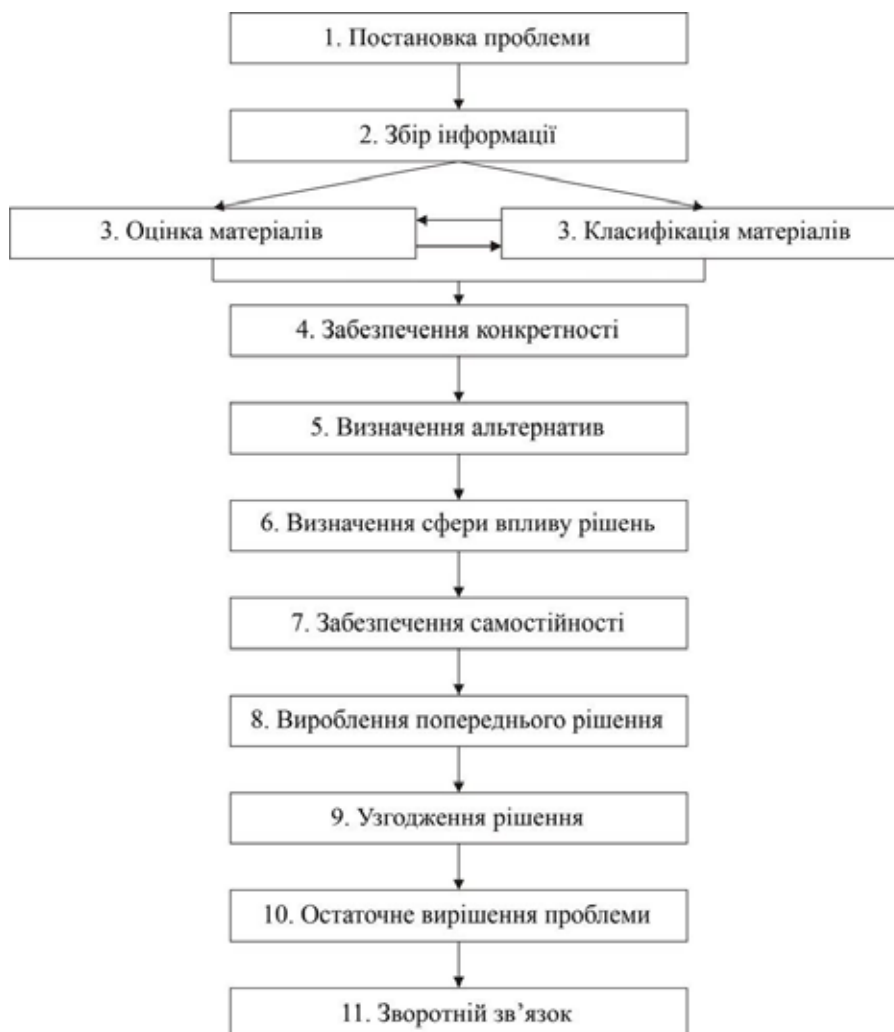 1. Постановка проблеми
2. Збір інформації
3. Оцінка матеріалів
3. Класифікація матеріалів
4. Забезпечення конкретності
5. Визначення альтернатив
6. Визначення сфери впливу рішень
7. Забезпечення самостійності
8. Вироблення попереднього рішення
9. Узгодження рішення
10. Остаточне вирішення проблеми
11. Зворотній зв’язок